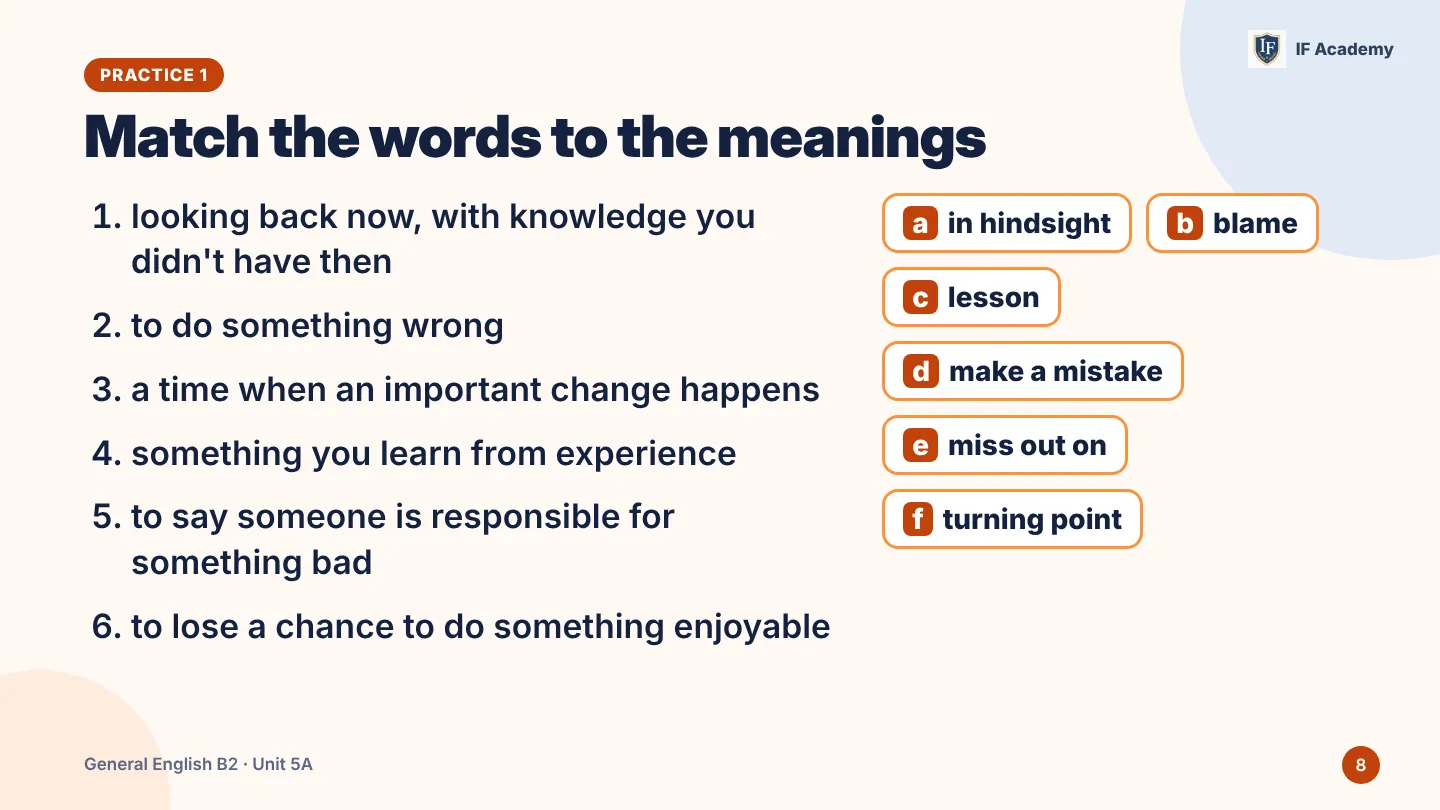 IF
IF Academy
PRACTICE 1
Match the words to the meanings
1. looking back now, with knowledge you
didn't have then
2. to do something wrong
3. a time when an important change happens
4. something you learn from experience
5. to say someone is responsible for
something bad
6. to lose a chance to do something enjoyable
a in hindsight
b blame
c lesson
d make a mistake
e miss out on
f turning point
General English B2 · Unit 5A
8